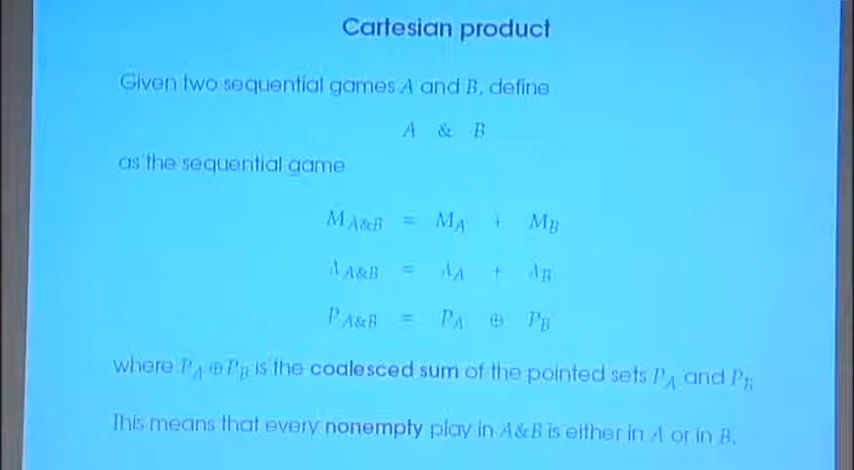 Cartesian product
Given two sequential games A and B, define
A & B
as the sequential game
M_{A&B} = M_A + M_B
λ_{A&B} = λ_A + λ_B
P_{A&B} = P_A ⊕ P_B
where P_A ⊕ P_B is the coalesced sum of the pointed sets P_A and P_B
This means that every nonempty play in A&B is either in A or in B.